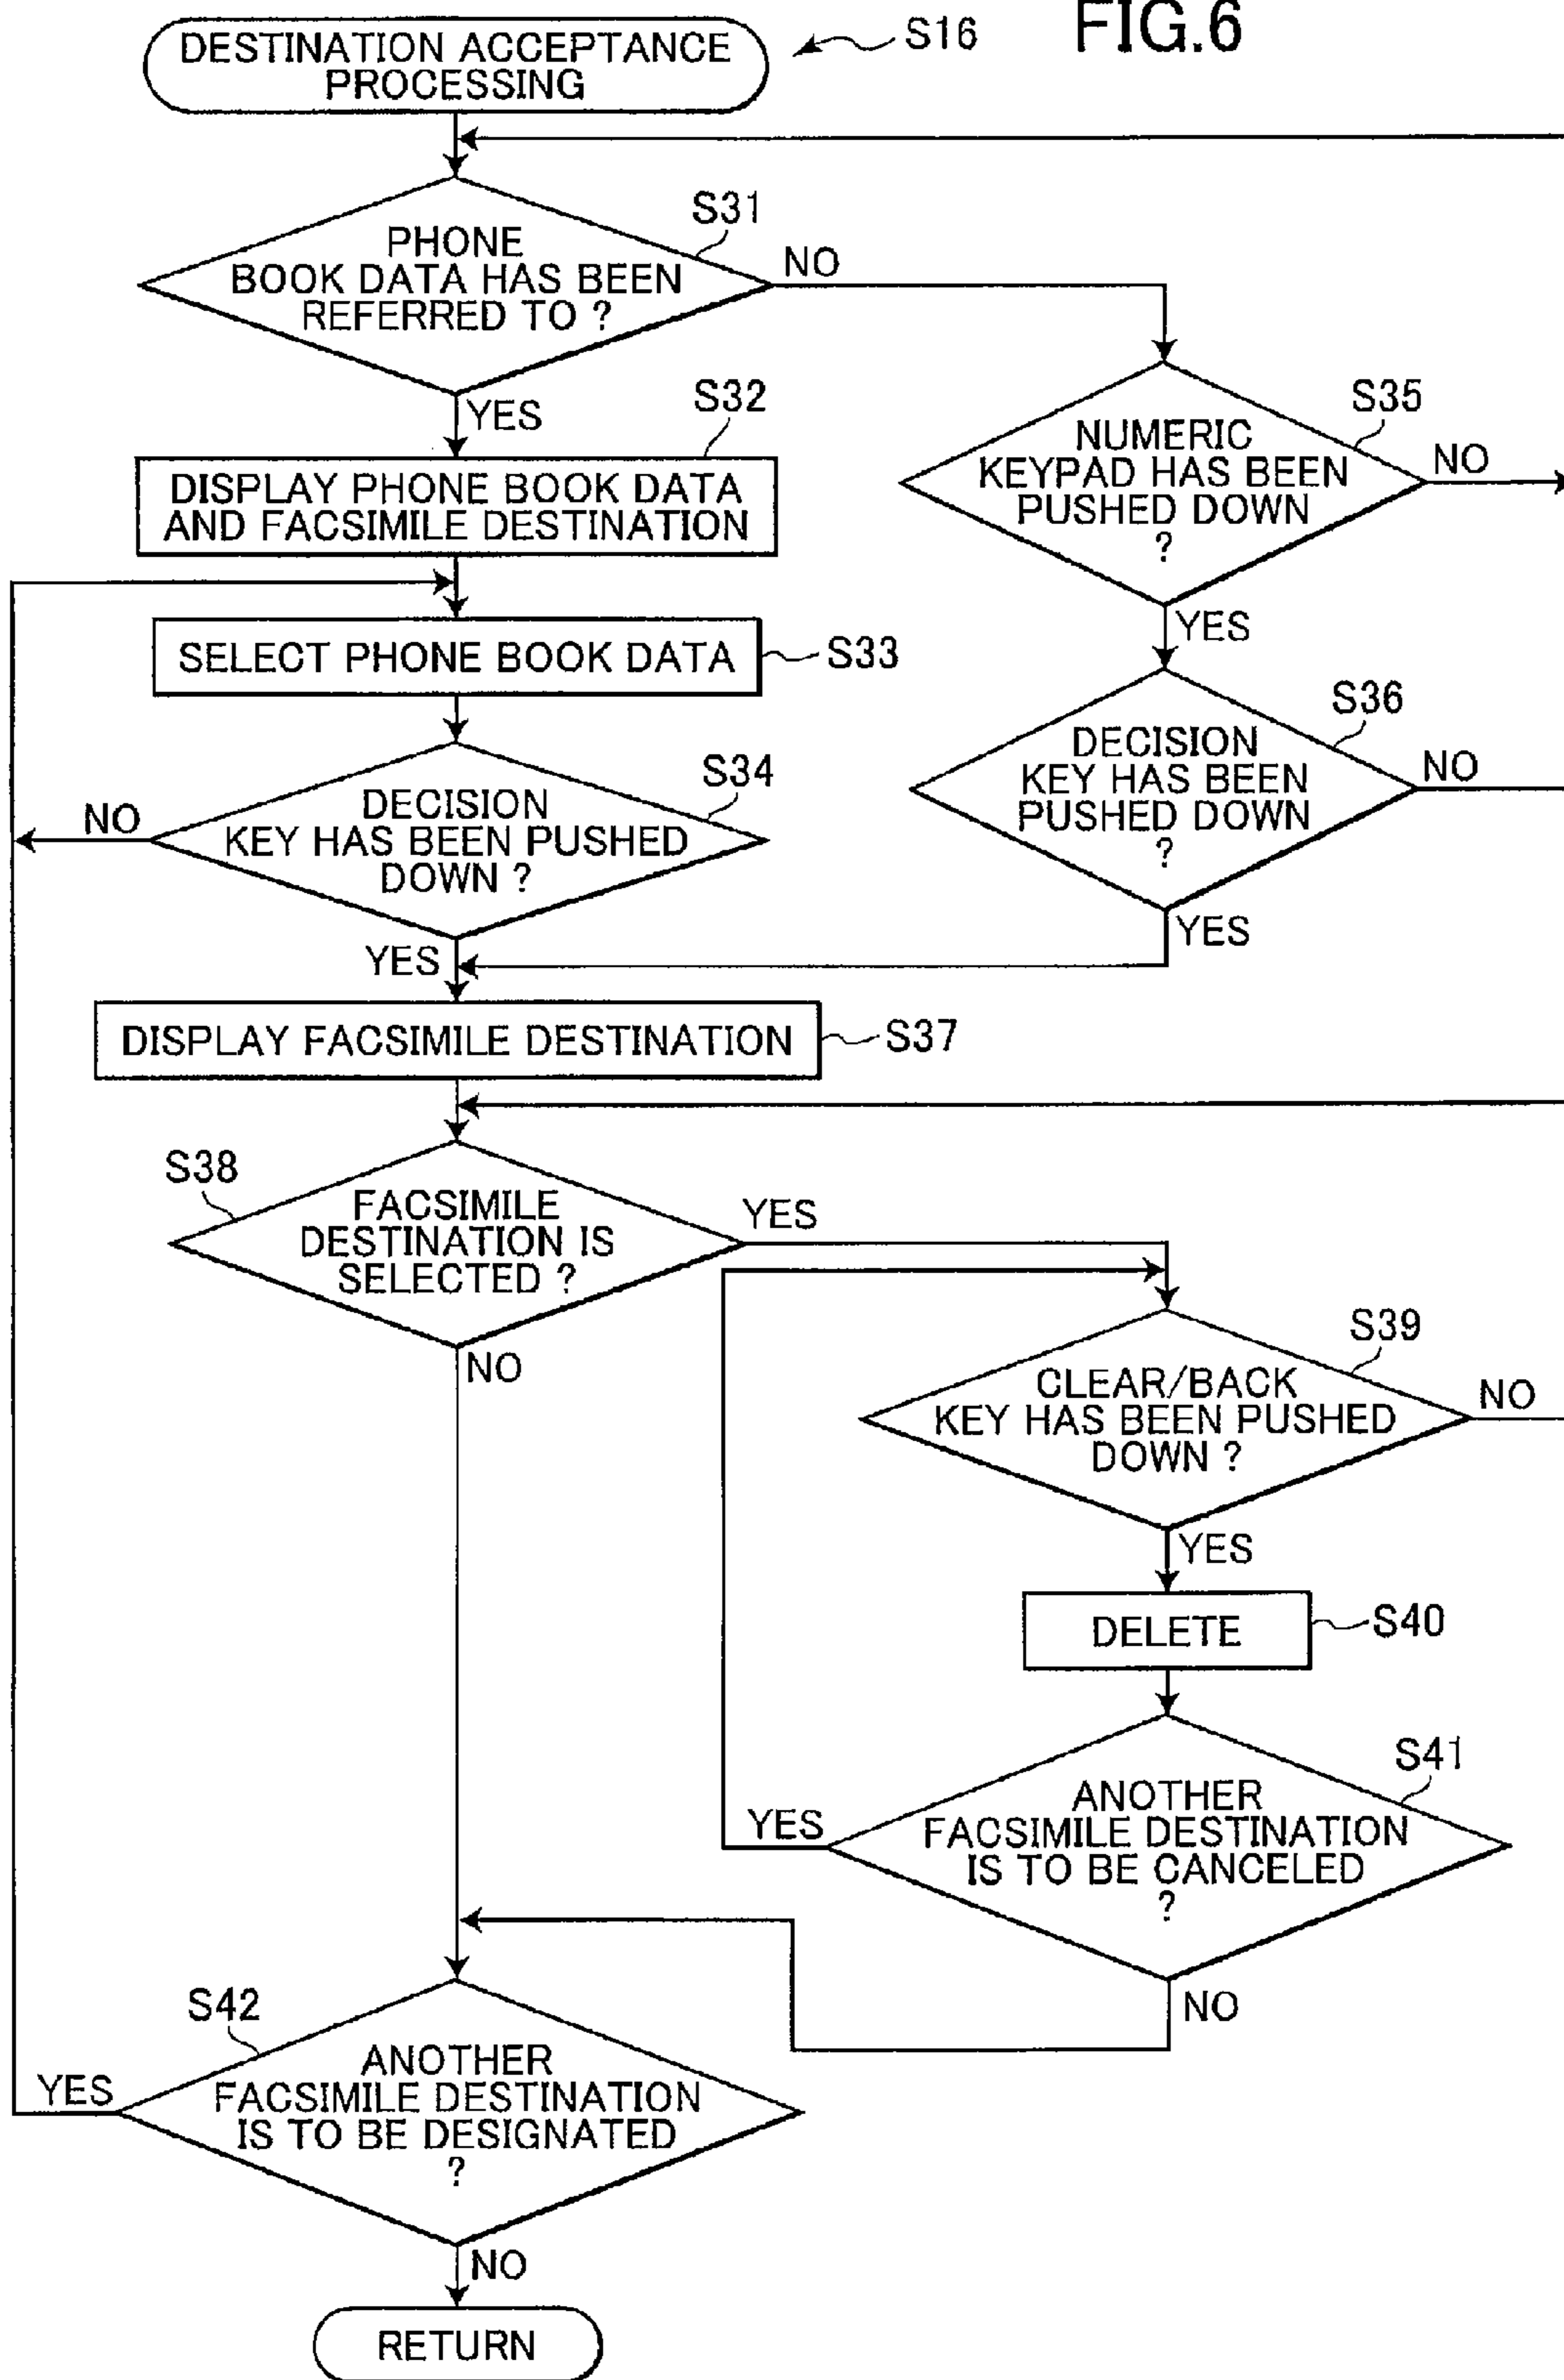 FIG.6
DESTINATION ACCEPTANCE
PROCESSING
S16
PHONE
BOOK DATA HAS BEEN
REFERRED TO ?
S31
NO
YES
S32
DISPLAY PHONE BOOK DATA
AND FACSIMILE DESTINATION
NUMERIC
KEYPAD HAS BEEN
PUSHED DOWN
?
S35
NO
YES
SELECT PHONE BOOK DATA
S33
DECISION
KEY HAS BEEN
PUSHED DOWN
?
S36
NO
YES
DECISION
KEY HAS BEEN PUSHED
DOWN ?
S34
NO
YES
DISPLAY FACSIMILE DESTINATION
S37
S38
FACSIMILE
DESTINATION IS
SELECTED ?
YES
NO
CLEAR/BACK
KEY HAS BEEN PUSHED
DOWN ?
S39
NO
YES
DELETE
S40
ANOTHER
FACSIMILE DESTINATION
IS TO BE CANCELED
?
S41
YES
NO
S42
ANOTHER
FACSIMILE DESTINATION
IS TO BE DESIGNATED
?
YES
NO
RETURN